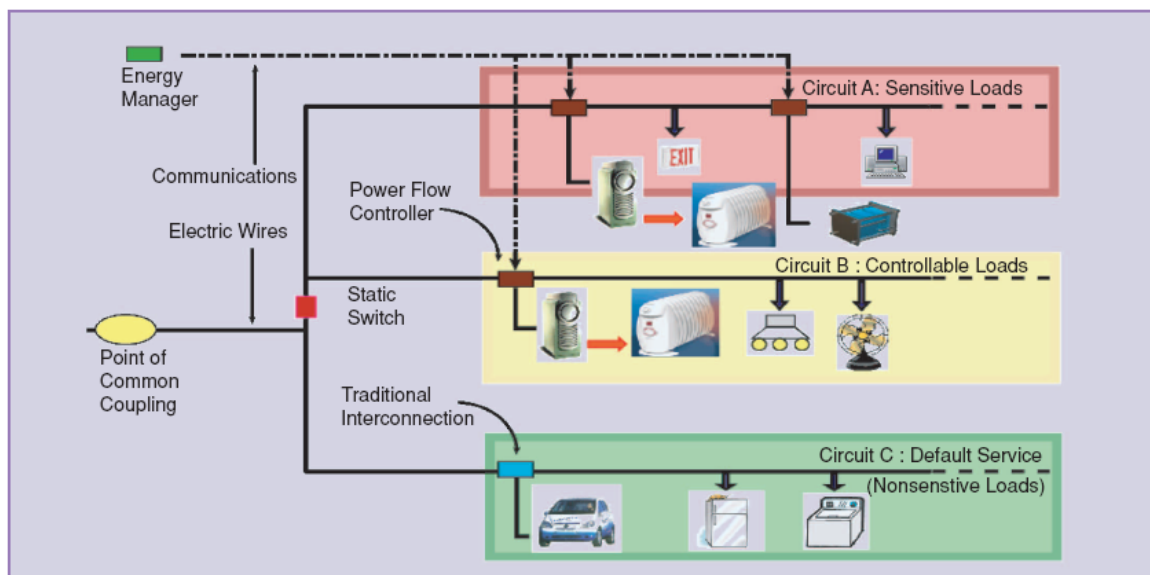 Energy
Manager
Circuit A: Sensitive Loads
EXIT
Communications
Power Flow
Controller
Electric Wires
Circuit B : Controllable Loads
Static
Switch
Point of
Common
Coupling
Traditional
Interconnection
Circuit C : Default Service
(Nonsenstive Loads)